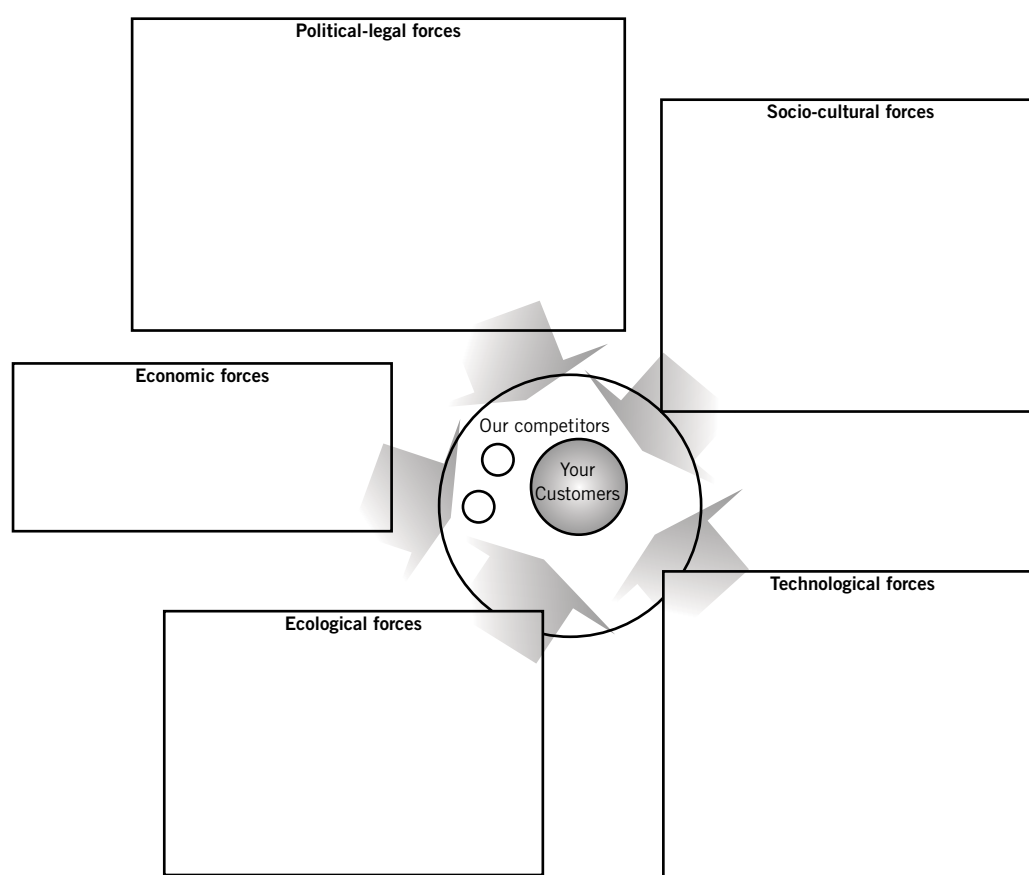 Political-legal forces
Socio-cultural forces
Economic forces
Our competitors
Your
Customers
Technological forces
Ecological forces